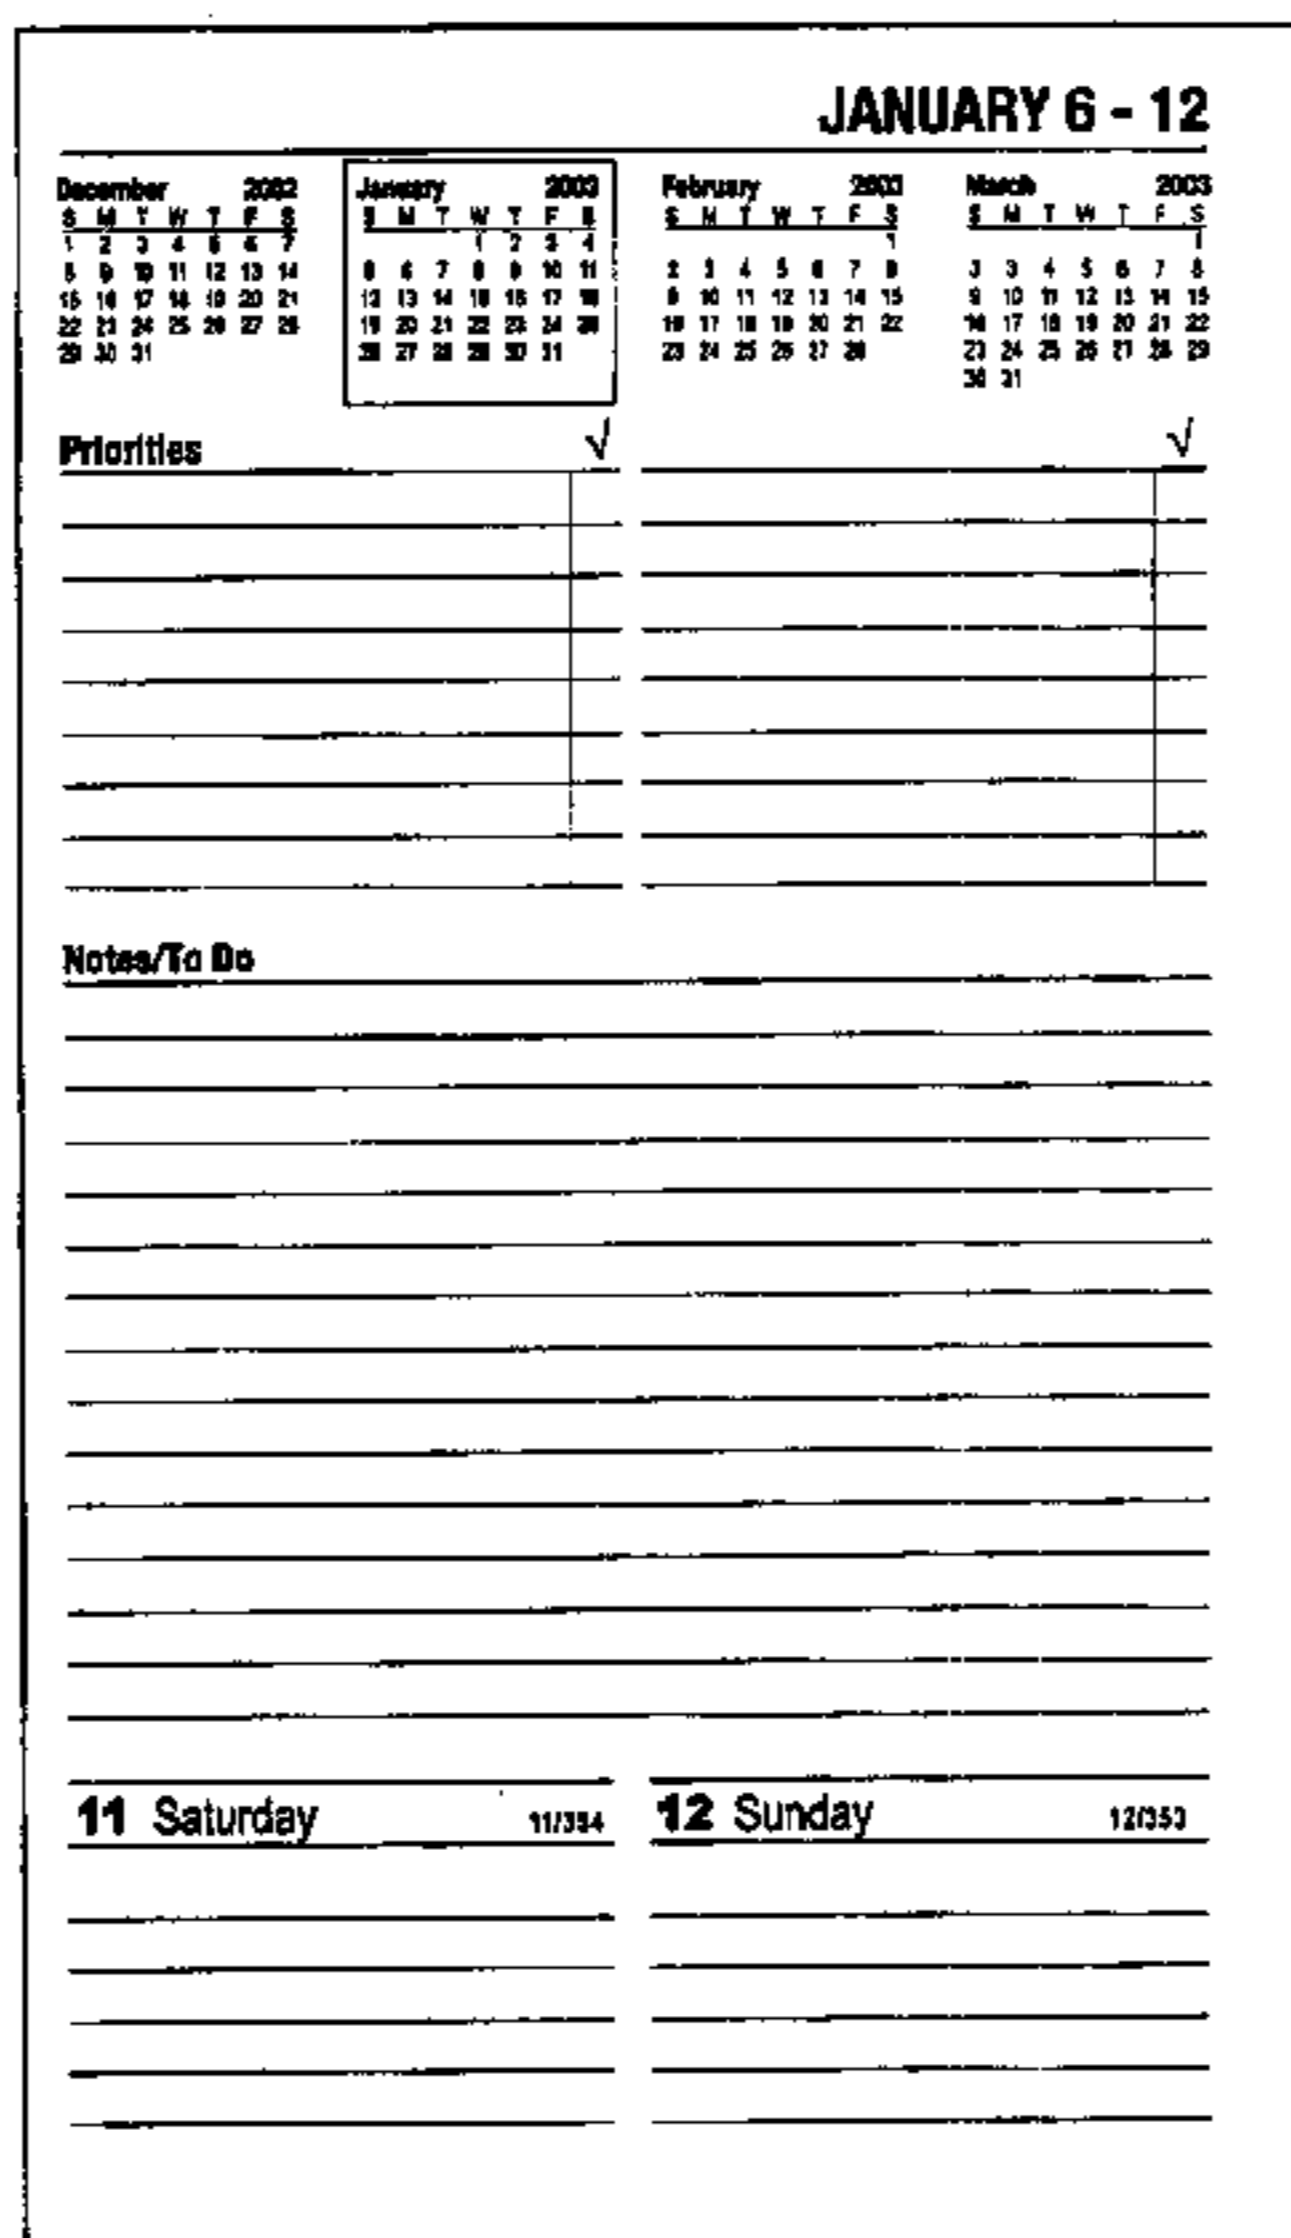 JANUARY 6 - 12
December 2002 January 2003 February 2003 March 2003
S M T W T F S S M T W T F S S M T W T F S S M T W T F S
1 2 3 4 5 6 7 1 2 3 4 1 1
8 9 10 11 12 13 14 5 6 7 8 9 10 11 2 3 4 5 6 7 8 2 3 4 5 6 7 8
15 16 17 18 19 20 21 12 13 14 15 16 17 18 9 10 11 12 13 14 15 9 10 11 12 13 14 15
22 23 24 25 26 27 28 19 20 21 22 23 24 25 16 17 18 19 20 21 22 16 17 18 19 20 21 22
29 30 31 26 27 28 29 30 31 23 24 25 26 27 28 23 24 25 26 27 28 29
30 31
Priorities √ √
Notes/To Do
11 Saturday 11/354 12 Sunday 12/353